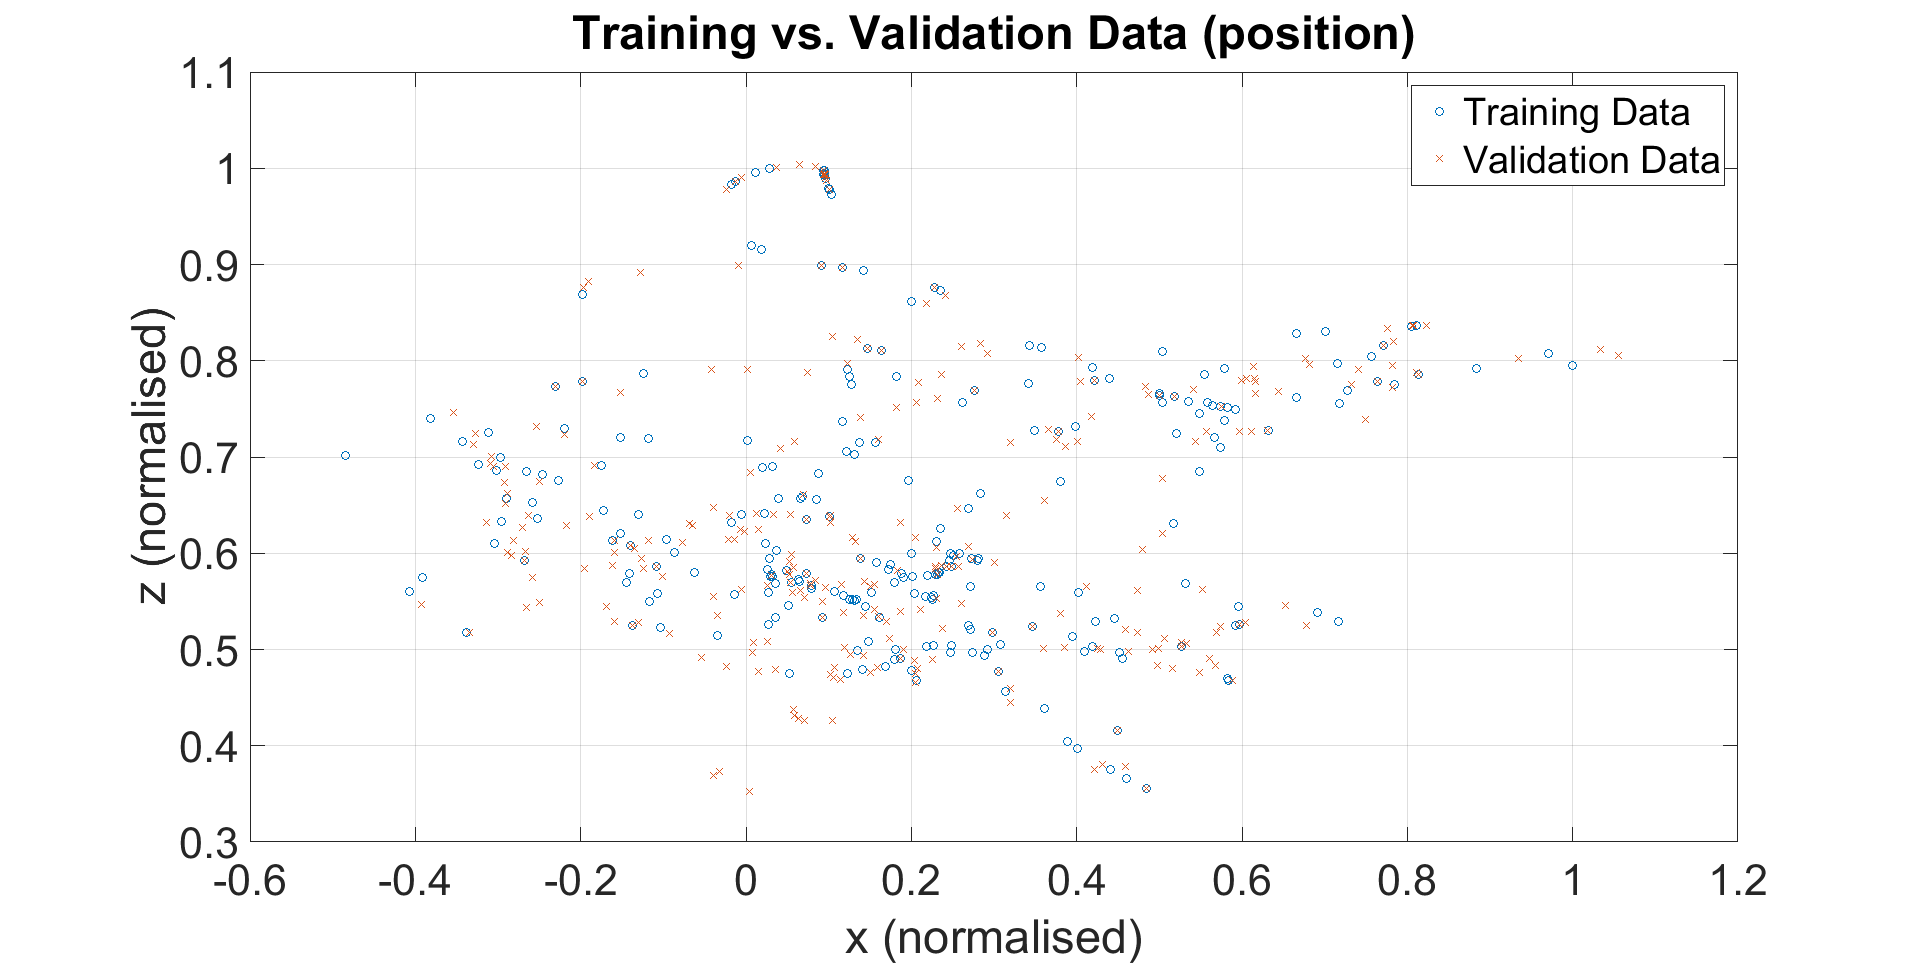 Training vs. Validation Data (position)
1.1
1
0.9
0.8
0.7
0.6
0.5
0.4
0.3
z (normalised)
Training Data
Validation Data
-0.6 -0.4 -0.2 0 0.2 0.4 0.6 0.8 1 1.2
x (normalised)